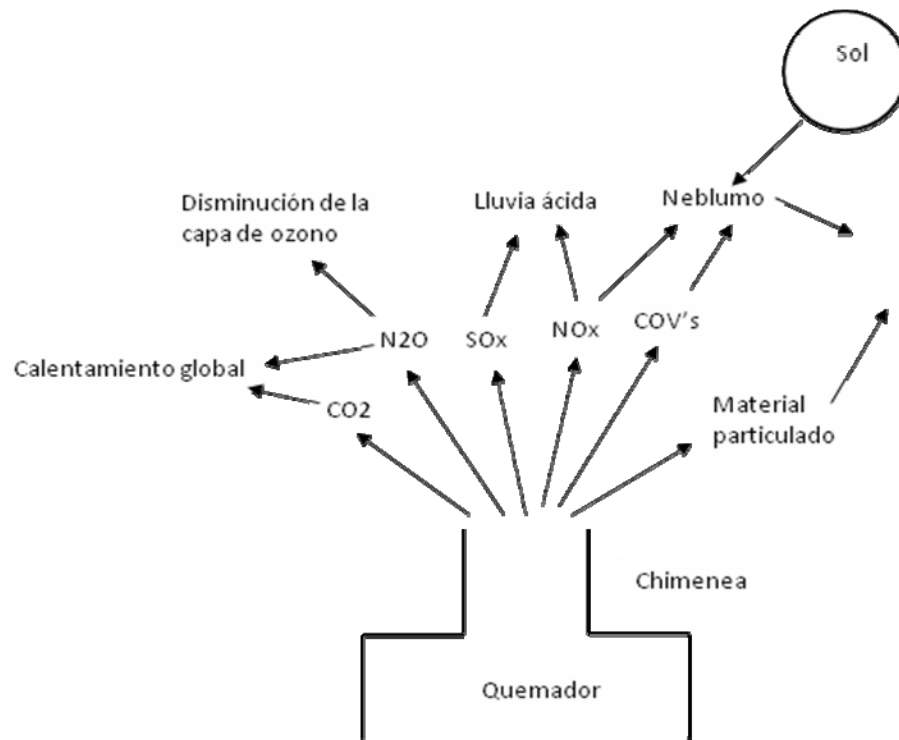 Sol
Disminución de la
capa de ozono
Lluvia ácida
Neblumo
N2O
SOx
NOx
COV's
Calentamiento global
CO2
Material
particulado
Chimenea
Quemador